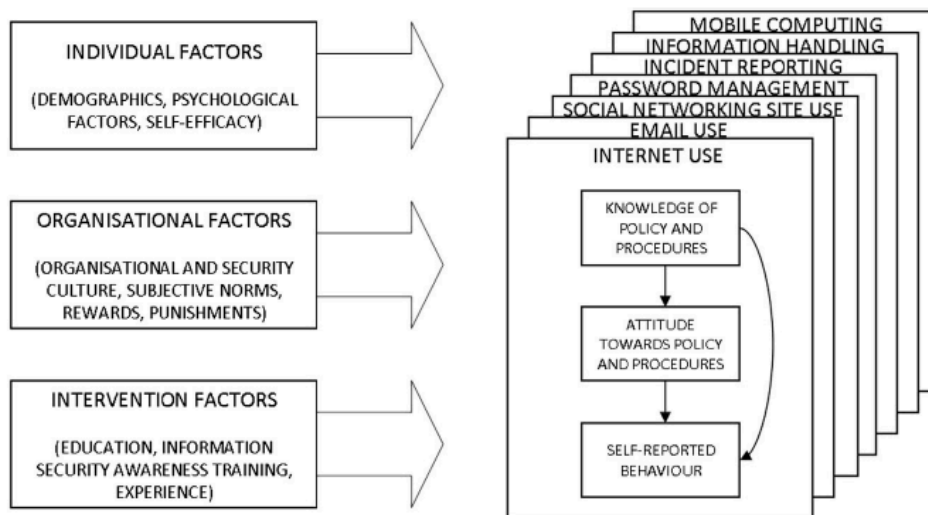 INDIVIDUAL FACTORS
(DEMOGRAPHICS, PSYCHOLOGICAL
FACTORS, SELF-EFFICACY)
ORGANISATIONAL FACTORS
(ORGANISATIONAL AND SECURITY
CULTURE, SUBJECTIVE NORMS,
REWARDS, PUNISHMENTS)
INTERVENTION FACTORS
(EDUCATION, INFORMATION
SECURITY AWARENESS TRAINING,
EXPERIENCE)
MOBILE COMPUTING
INFORMATION HANDLING
INCIDENT REPORTING
PASSWORD MANAGEMENT
SOCIAL NETWORKING SITE USE
EMAIL USE
INTERNET USE
KNOWLEDGE OF
POLICY AND
PROCEDURES
ATTITUDE
TOWARDS POLICY
AND PROCEDURES
SELF-REPORTED
BEHAVIOUR